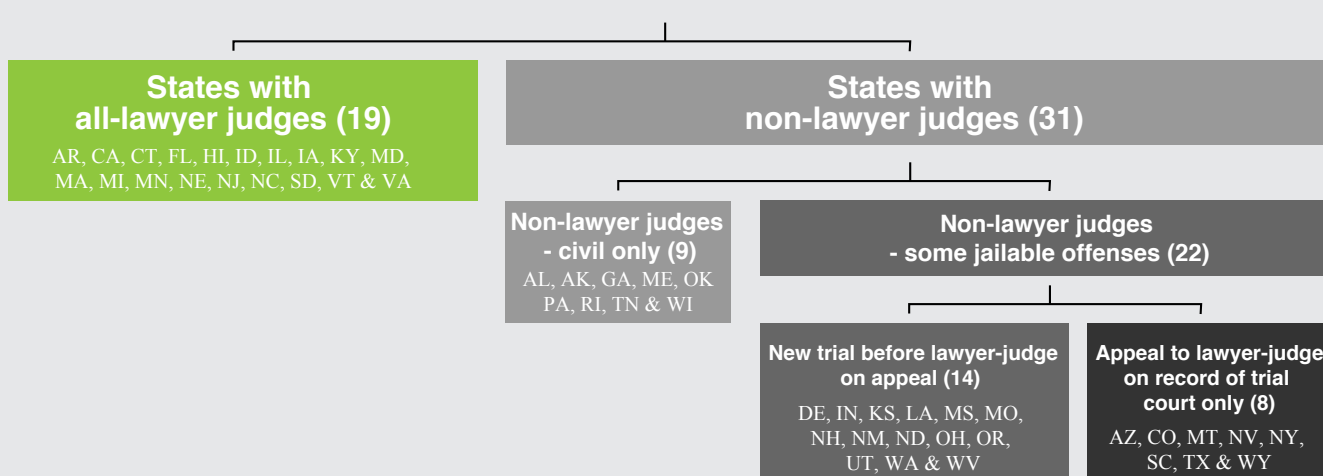 States with
all-lawyer judges (19)
AR, CA, CT, FL, HI, ID, IL, IA, KY, MD,
MA, MI, MN, NE, NJ, NC, SD, VT & VA
States with
non-lawyer judges (31)
Non-lawyer judges
- civil only (9)
AL, AK, GA, ME, OK
PA, RI, TN & WI
Non-lawyer judges
- some jailable offenses (22)
New trial before lawyer-judge
on appeal (14)
DE, IN, KS, LA, MS, MO,
NH, NM, ND, OH, OR,
UT, WA & WV
Appeal to lawyer-judge
on record of trial
court only (8)
AZ, CO, MT, NV, NY,
SC, TX & WY